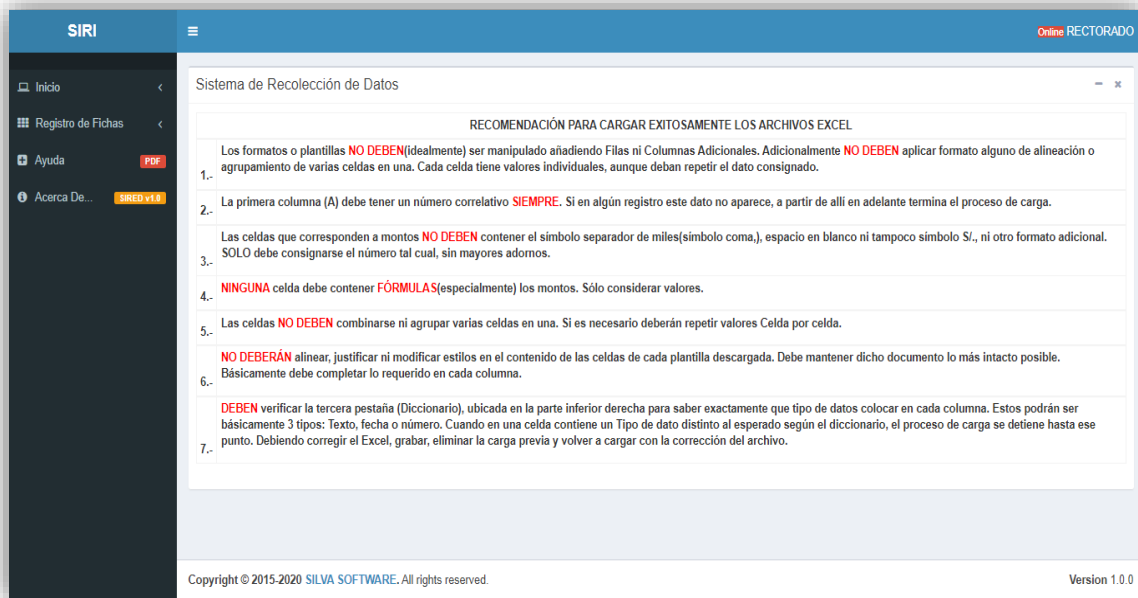 SIRI
Online RECTORADO
Inicio
Registro de Fichas
Ayuda PDF
Acerca De... SIRED v1.0
Sistema de Recolección de Datos
RECOMENDACIÓN PARA CARGAR EXITOSAMENTE LOS ARCHIVOS EXCEL
1.- Los formatos o plantillas NO DEBEN(idealmente) ser manipulado añadiendo Filas ni Columnas Adicionales. Adicionalmente NO DEBEN aplicar formato alguno de alineación o
agrupamiento de varias celdas en una. Cada celda tiene valores individuales, aunque deban repetir el dato consignado.
2.- La primera columna (A) debe tener un número correlativo SIEMPRE. Si en algún registro este dato no aparece, a partir de allí en adelante termina el proceso de carga.
3.- Las celdas que corresponden a montos NO DEBEN contener el símbolo separador de miles(símbolo coma,), espacio en blanco ni tampoco símbolo S/., ni otro formato adicional.
SOLO debe consignarse el número tal cual, sin mayores adornos.
4.- NINGUNA celda debe contener FÓRMULAS(especialmente) los montos. Sólo considerar valores.
5.- Las celdas NO DEBEN combinarse ni agrupar varias celdas en una. Si es necesario deberán repetir valores Celda por celda.
6.- NO DEBERÁN alinear, justificar ni modificar estilos en el contenido de las celdas de cada plantilla descargada. Debe mantener dicho documento lo más intacto posible.
Básicamente debe completar lo requerido en cada columna.
7.- DEBEN verificar la tercera pestaña (Diccionario), ubicada en la parte inferior derecha para saber exactamente que tipo de datos colocar en cada columna. Estos podrán ser
básicamente 3 tipos: Texto, fecha o número. Cuando en una celda contiene un Tipo de dato distinto al esperado según el diccionario, el proceso de carga se detiene hasta ese
punto. Debiendo corregir el Excel, grabar, eliminar la carga previa y volver a cargar con la corrección del archivo.
Copyright © 2015-2020 SILVA SOFTWARE. All rights reserved.
Version 1.0.0